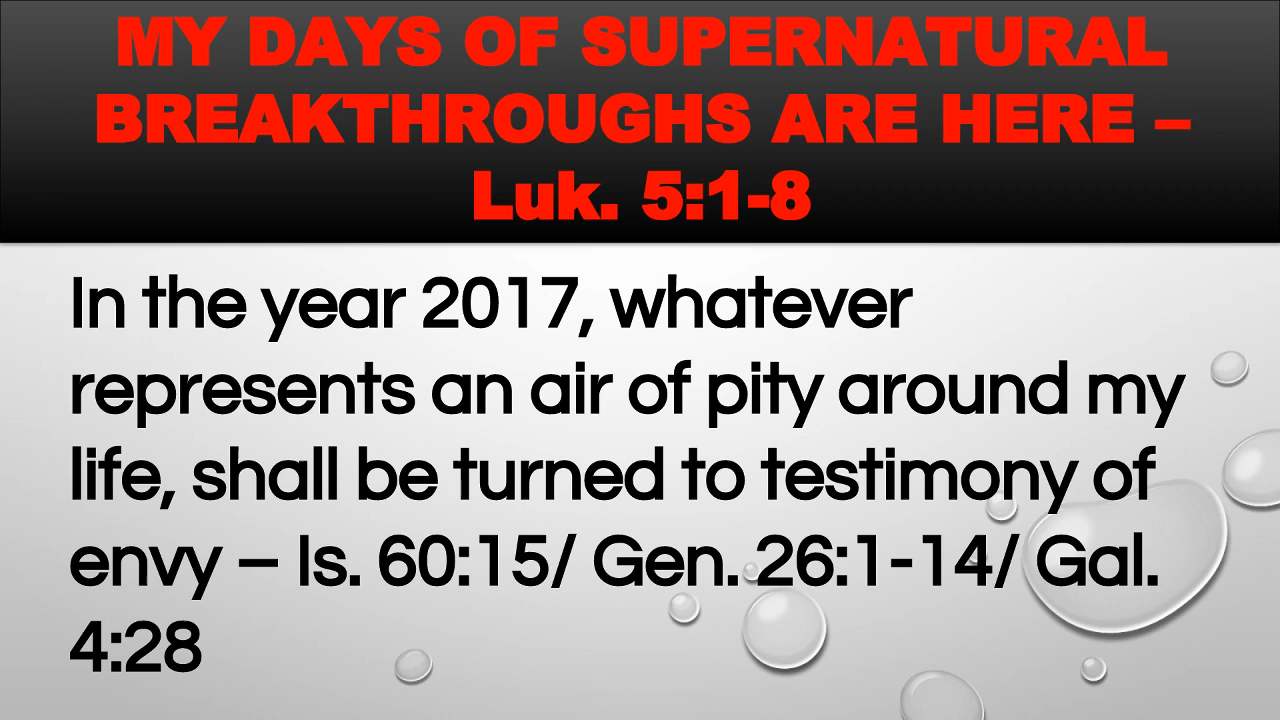 MY DAYS OF SUPERNATURAL
BREAKTHROUGHS ARE HERE –
Luk. 5:1-8
In the year 2017, whatever
represents an air of pity around my
life, shall be turned to testimony of
envy – Is. 60:15/ Gen. 26:1-14/ Gal.
4:28